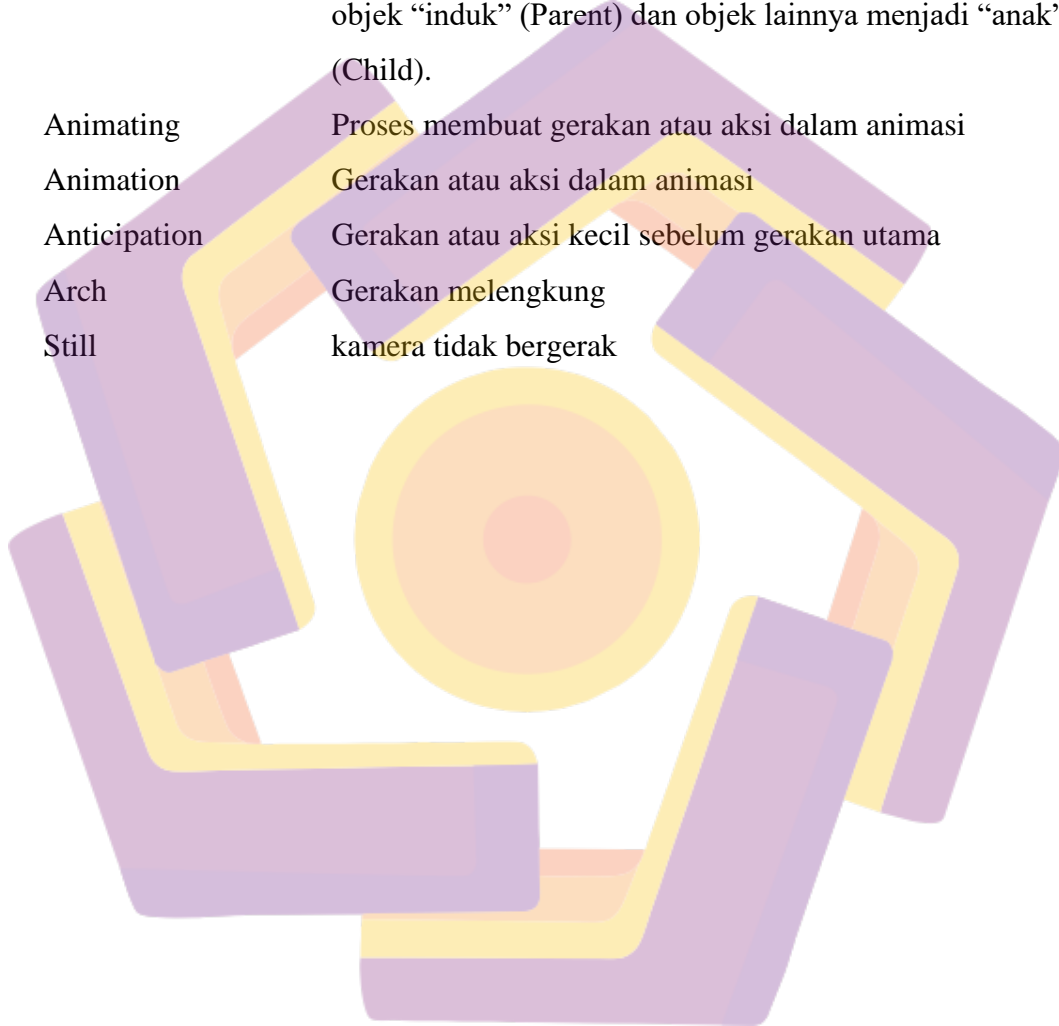 objek “induk” (Parent) dan objek lainnya menjadi “anak”
(Child).
Animating Proses membuat gerakan atau aksi dalam animasi
Animation Gerakan atau aksi dalam animasi
Anticipation Gerakan atau aksi kecil sebelum gerakan utama
Arch Gerakan melengkung
Still kamera tidak bergerak